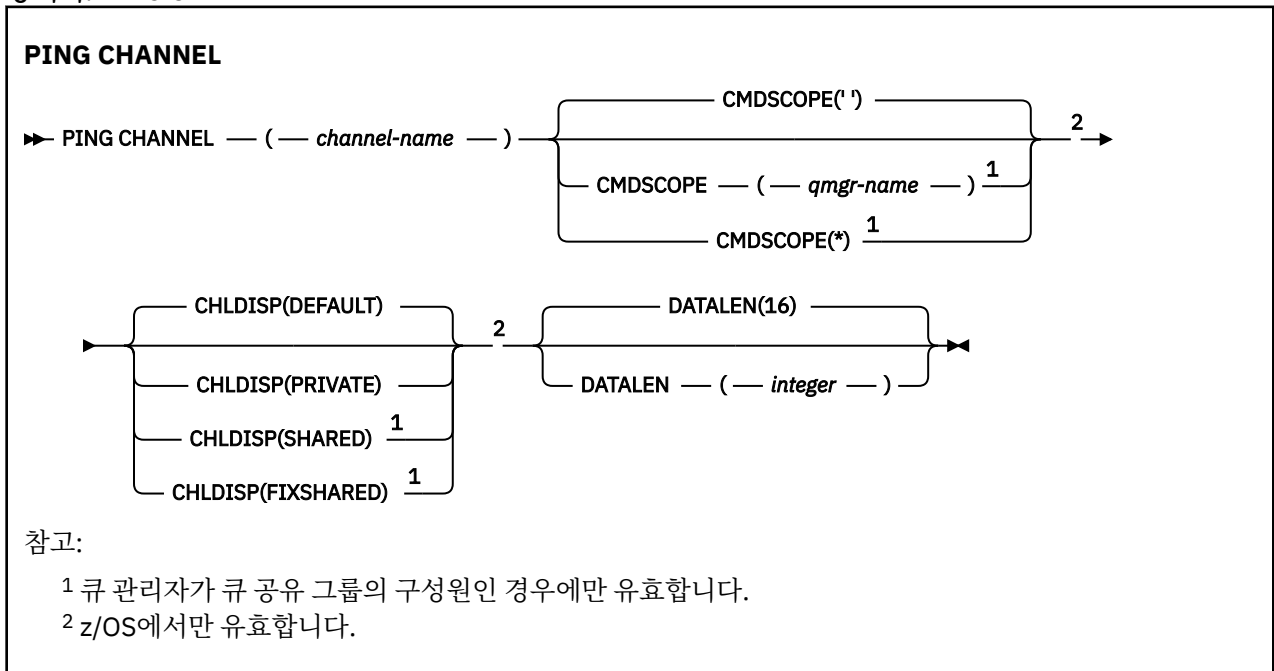 PING CHANNEL
CMDSCOPE(' ')
PING CHANNEL ( channel-name ) 2
CMDSCOPE ( qmgr-name ) 1
CMDSCOPE(*) 1
CHLDISP(DEFAULT) 2 DATALEN(16)
CHLDISP(PRIVATE) DATALEN ( integer )
CHLDISP(SHARED) 1
CHLDISP(FIXSHARED) 1
참고:
1 큐 관리자가 큐 공유 그룹의 구성원인 경우에만 유효합니다.
2 z/OS에서만 유효합니다.